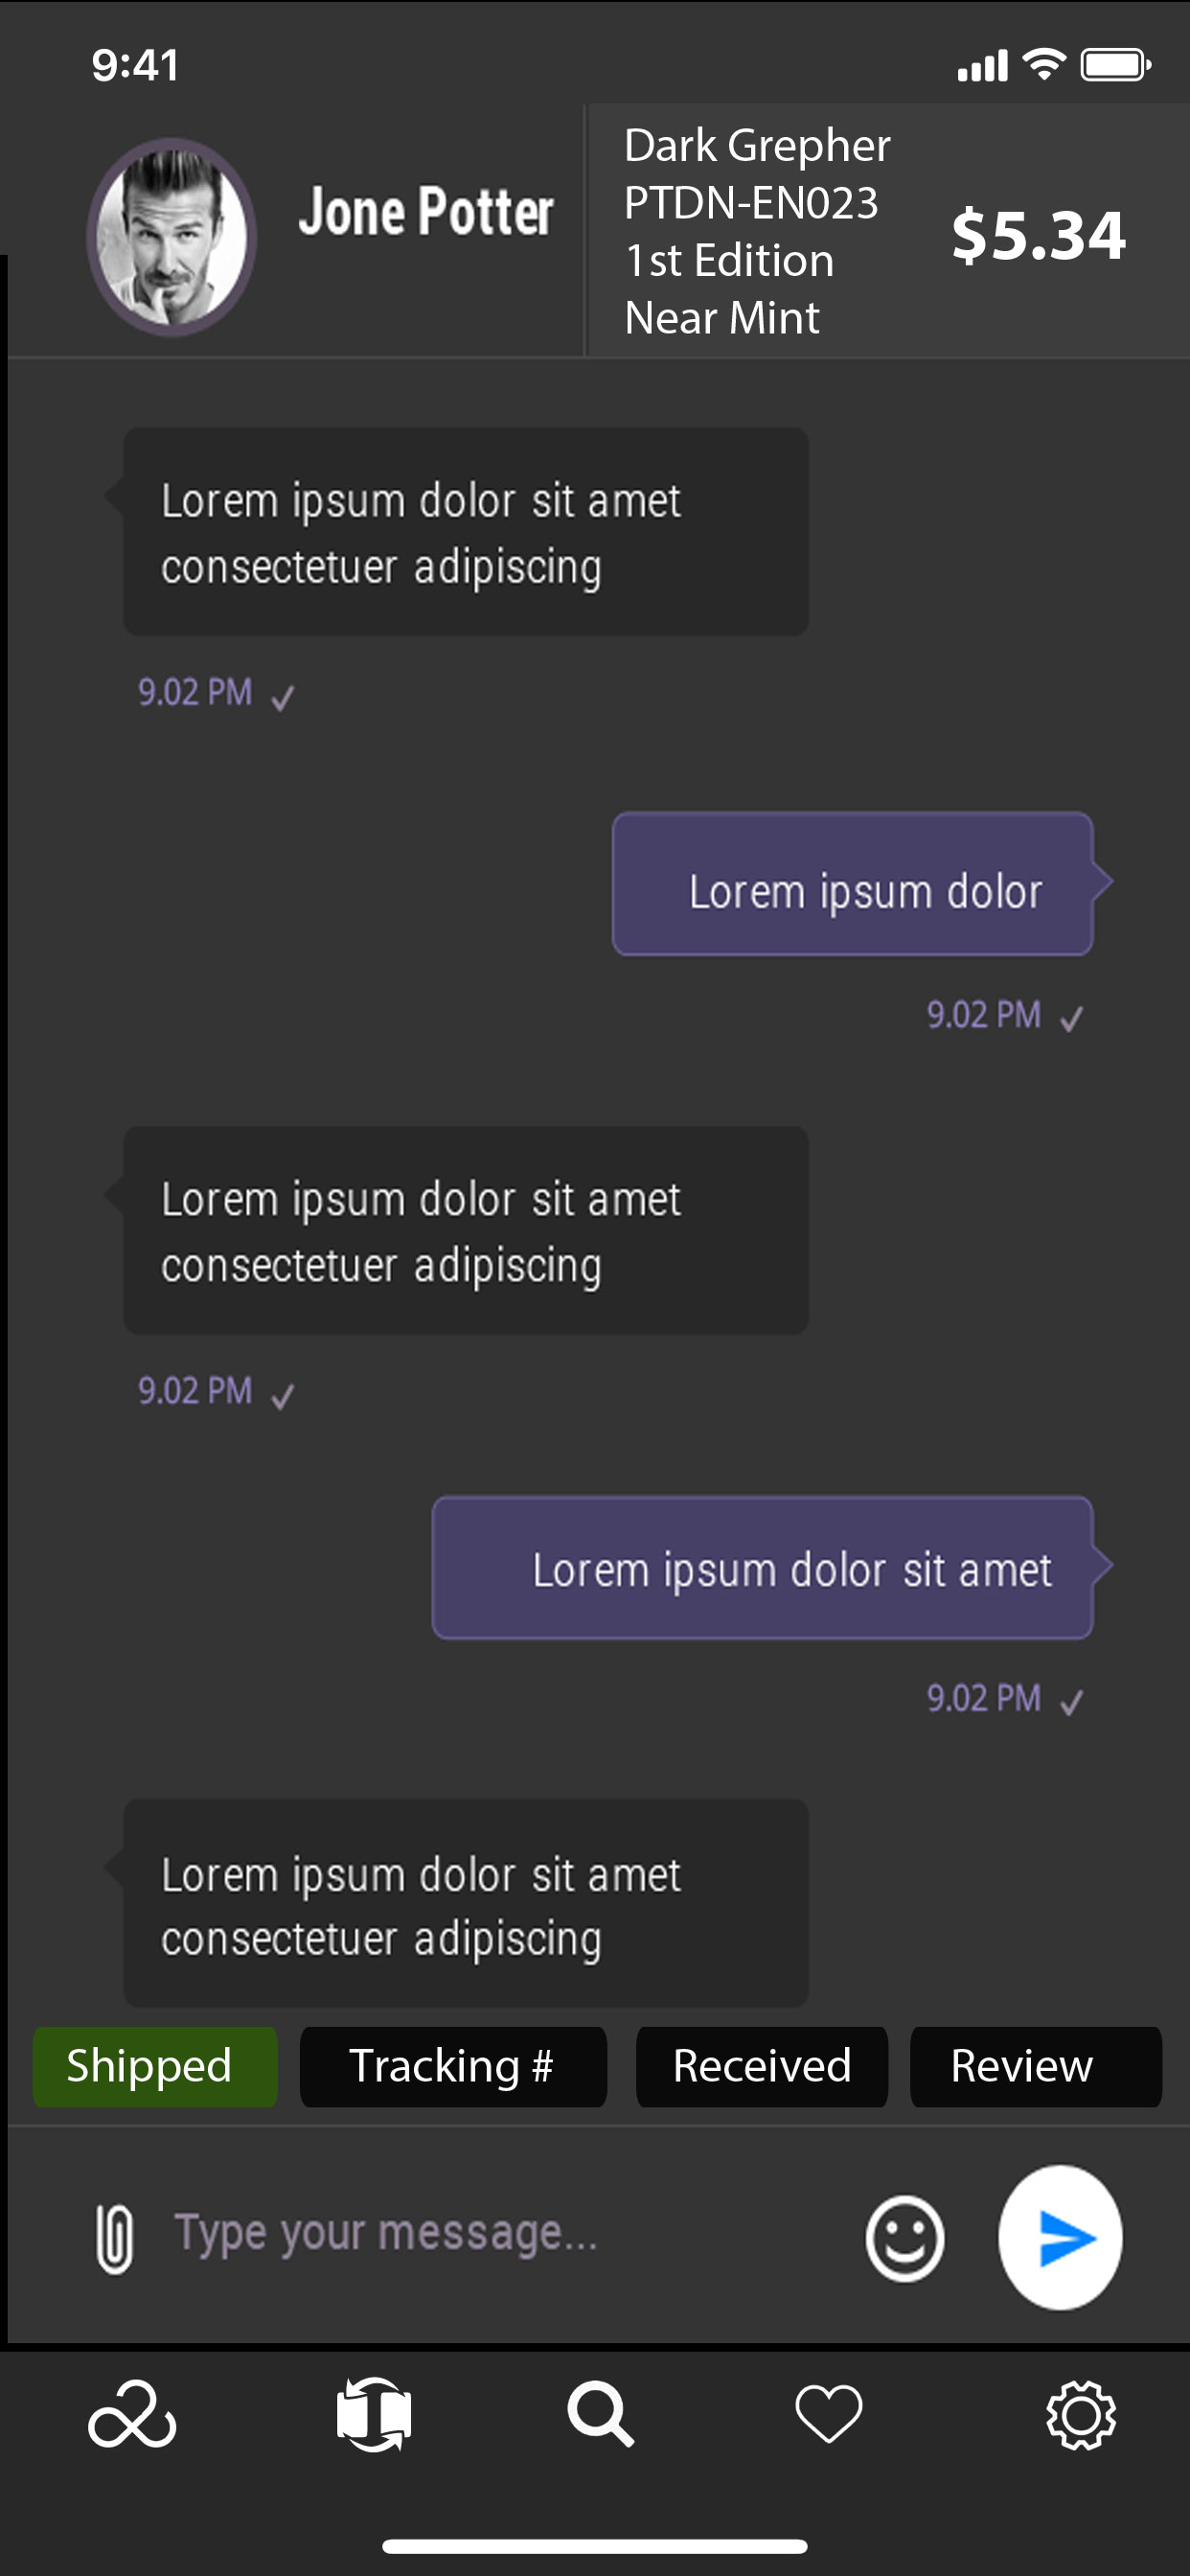 9:41
Jone Potter
Dark Grepher
PTDN-EN023
1st Edition
Near Mint
$5.34
Lorem ipsum dolor sit amet
consectetuer adipiscing
9.02 PM
Lorem ipsum dolor
9.02 PM
Lorem ipsum dolor sit amet
consectetuer adipiscing
9.02 PM
Lorem ipsum dolor sit amet
9.02 PM
Lorem ipsum dolor sit amet
consectetuer adipiscing
Shipped Tracking # Received Review
Type your message...